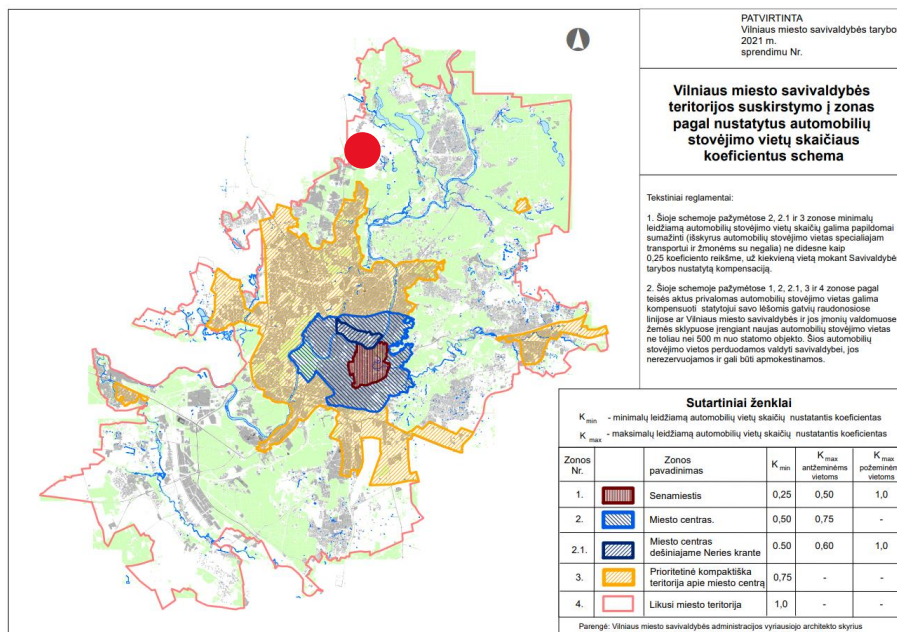 PATVIRTINTA
Vilniaus miesto savivaldybės tarybo
2021 m.
sprendimu Nr.
Vilniaus miesto savivaldybės
teritorijos suskirstymo į zonas
pagal nustatytus automobilių
stovėjimo vietų skaičiaus
koeficientus schema
Tekstiniai reglamentai:
1. Šioje schemoje pažymėtose 2, 2.1 ir 3 zonose minimalų
leidžiamą automobilių stovėjimo vietų skaičių galima papildomai
sumažinti (išskyrus automobilių stovėjimo vietas specialiajam
transportui ir žmonėms su negalia) ne didesne kaip
0,25 koeficiento reikšme, už kiekvieną vietą mokant Savivaldybė
tarybos nustatytą kompensaciją.
2. Šioje schemoje pažymėtose 1, 2, 2.1, 3 ir 4 zonose pagal
teisės aktus privalomas automobilių stovėjimo vietas galima
kompensuoti statytojui savo lėšomis gatvių raudonosiose
linijose ar Vilniaus miesto savivaldybės ir jos įmonių valdomuose
žemės sklypuose įrengiant naujas automobilių stovėjimo vietas
ne toliau nei 500 m nuo statomo objekto. Šios automobilių
stovėjimo vietos perduodamos valdyti savivaldybei, jos
nerezervuojamos ir gali būti apmokestinamos.
Sutartiniai ženklai
K min - minimalų leidžiamą automobilių vietų skaičių nustatantis koeficientas
K max - maksimalų leidžiamą automobilių vietų skaičių nustatantis koeficientas
Zonos Nr. Zonos pavadinimas K min K max antžeminėms vietoms K max požeminėms vietoms
1. Senamiestis 0,25 0,50 1,0
2. Miesto centras. 0,50 0,75 -
2.1. Miesto centras dešiniajame Neries krante 0.50 0,60 1,0
3. Prioritetinė kompaktiška teritorija apie miesto centrą 0,75 - -
4. Likusi miesto teritorija 1,0 - -
Parengė: Vilniaus miesto savivaldybės administracijos vyriausiojo architekto skyrius